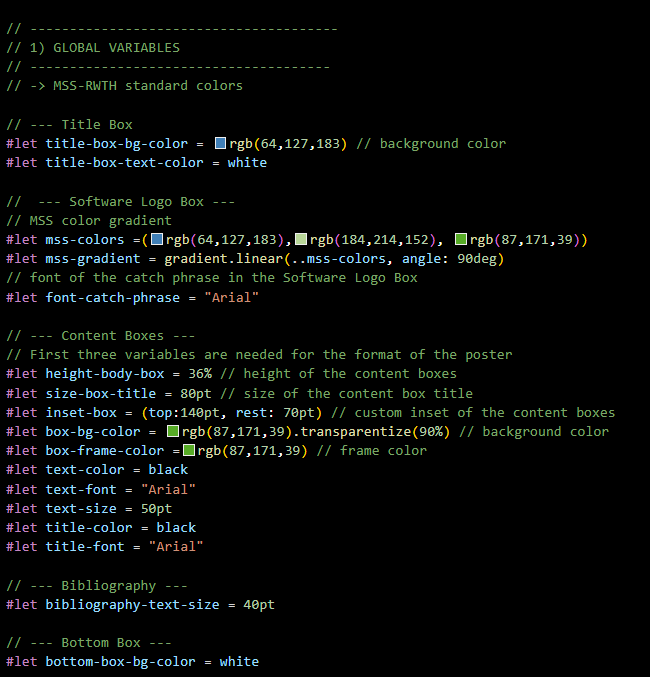 // ---------------------------------------
// 1) GLOBAL VARIABLES
// --------------------------------------
// -> MSS-RWTH standard colors
// --- Title Box
#let title-box-bg-color = rgb(64,127,183) // background color
#let title-box-text-color = white
//  --- Software Logo Box ---
// MSS color gradient
#let mss-colors =(rgb(64,127,183),rgb(184,214,152), rgb(87,171,39))
#let mss-gradient = gradient.linear(..mss-colors, angle: 90deg)
// font of the catch phrase in the Software Logo Box
#let font-catch-phrase = "Arial"
// --- Content Boxes ---
// First three variables are needed for the format of the poster
#let height-body-box = 36% // height of the content boxes
#let size-box-title = 80pt // size of the content box title
#let inset-box = (top:140pt, rest: 70pt) // custom inset of the content boxes
#let box-bg-color = rgb(87,171,39).transparentize(90%) // background color
#let box-frame-color =rgb(87,171,39) // frame color
#let text-color = black
#let text-font = "Arial"
#let text-size = 50pt
#let title-color = black
#let title-font = "Arial"
// --- Bibliography ---
#let bibliography-text-size = 40pt
// --- Bottom Box ---
#let bottom-box-bg-color = white